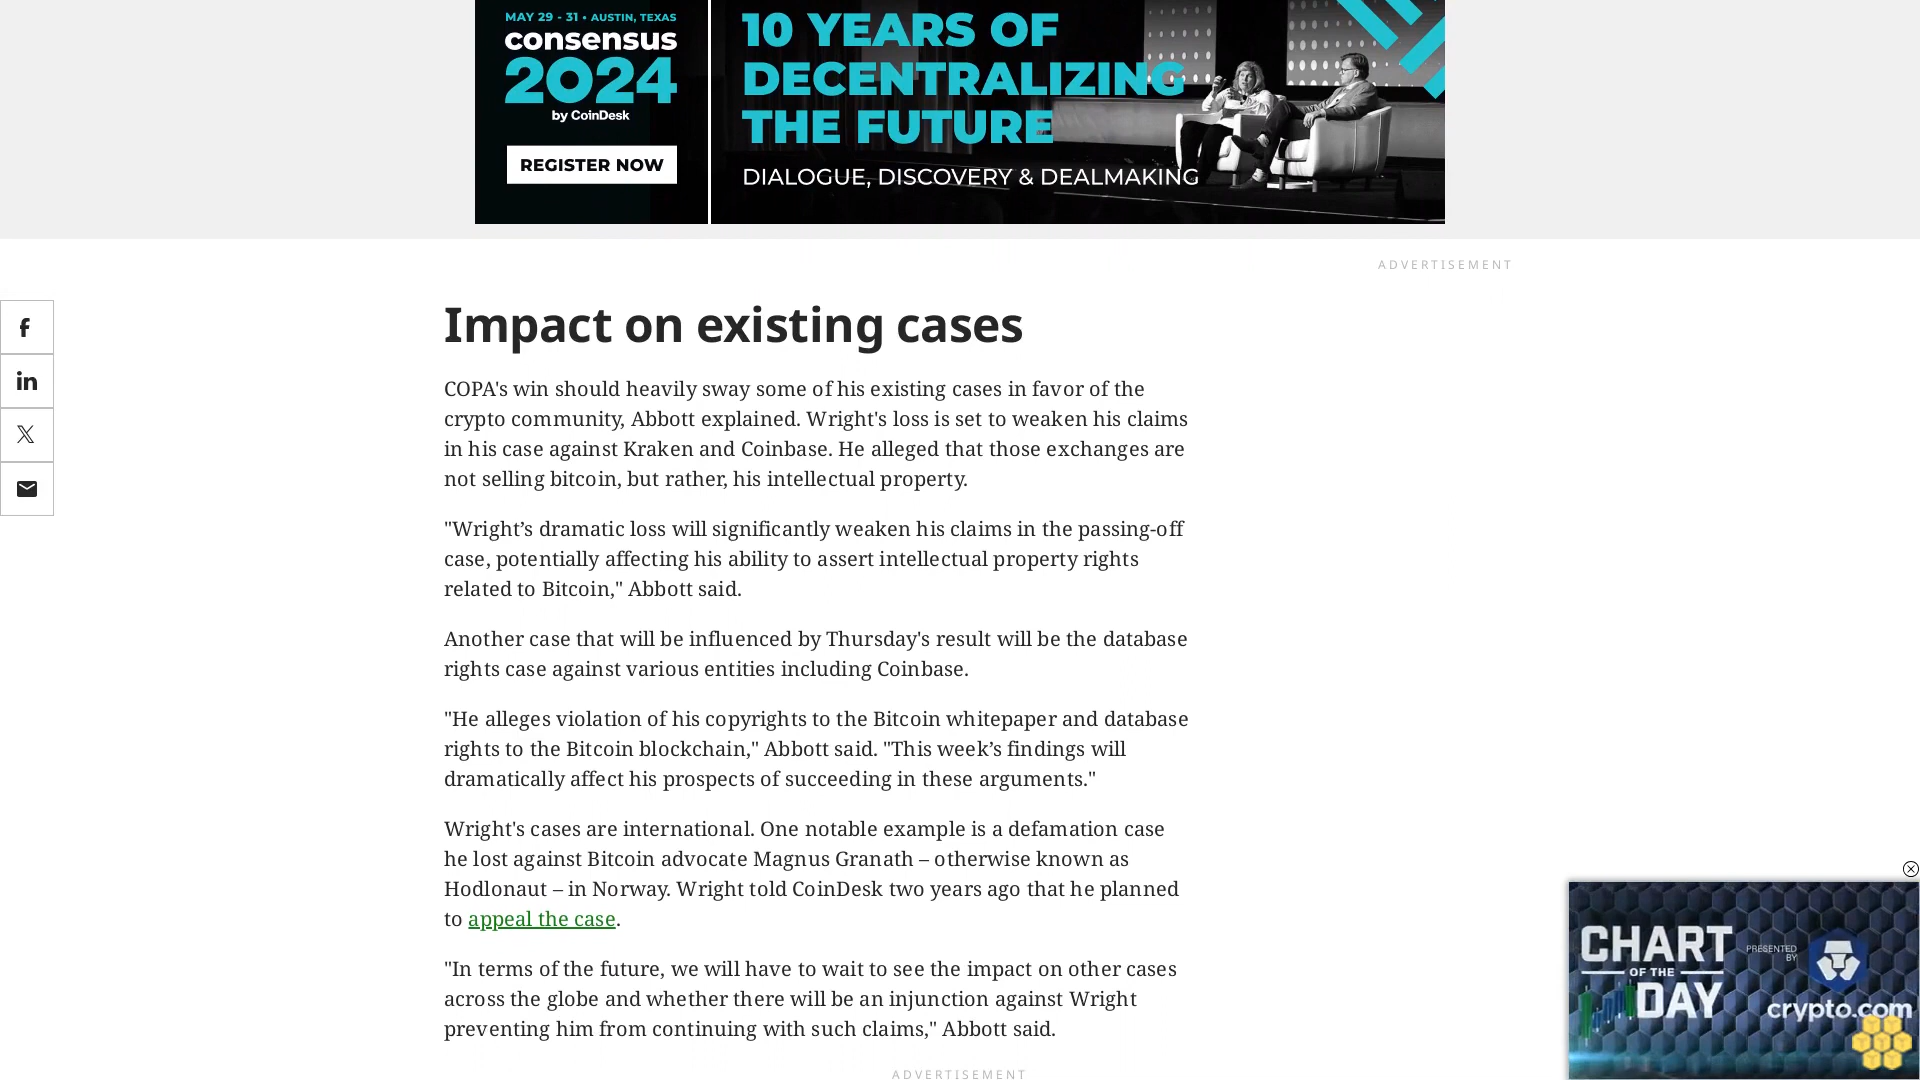 MAY 29 - 31 • AUSTIN, TEXAS
consensus
2024
by CoinDesk
REGISTER NOW
10 YEARS OF
DECENTRALIZING
THE FUTURE
DIALOGUE, DISCOVERY & DEALMAKING
ADVERTISEMENT
Impact on existing cases
COPA's win should heavily sway some of his existing cases in favor of the
crypto community, Abbott explained. Wright's loss is set to weaken his claims
in his case against Kraken and Coinbase. He alleged that those exchanges are
not selling bitcoin, but rather, his intellectual property.
"Wright’s dramatic loss will significantly weaken his claims in the passing-off
case, potentially affecting his ability to assert intellectual property rights
related to Bitcoin," Abbott said.
Another case that will be influenced by Thursday's result will be the database
rights case against various entities including Coinbase.
"He alleges violation of his copyrights to the Bitcoin whitepaper and database
rights to the Bitcoin blockchain," Abbott said. "This week’s findings will
dramatically affect his prospects of succeeding in these arguments."
Wright's cases are international. One notable example is a defamation case
he lost against Bitcoin advocate Magnus Granath – otherwise known as
Hodlonaut – in Norway. Wright told CoinDesk two years ago that he planned
to appeal the case.
"In terms of the future, we will have to wait to see the impact on other cases
across the globe and whether there will be an injunction against Wright
preventing him from continuing with such claims," Abbott said.
ADVERTISEMENT
CHART
OF THE
DAY
PRESENTED
BY
crypto.com